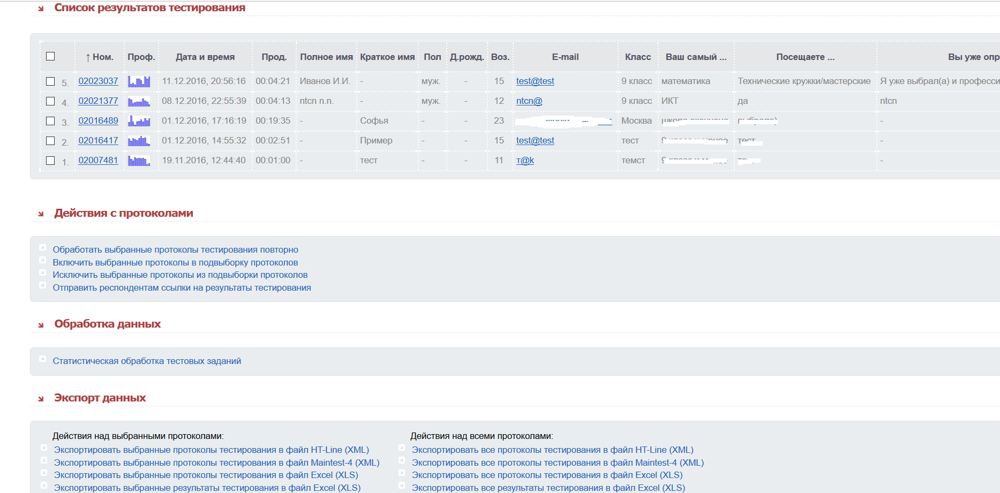 Список результатов тестирования
↑ Ном. Проф. Дата и время Прод. Полное имя Краткое имя Пол Д.рожд. Воз. E-mail Класс Ваш самый ... Посещаете ... Вы уже опр
5. 02023037 11.12.2016, 20:56:16 00:04:21 Иванов И.И. - муж. - 15 test@test 9 класс математика Технические кружки/мастерские Я уже выбрал(а) и професси
4. 02021377 08.12.2016, 22:55:39 00:04:13 ntcn n.n. - муж. - 12 ntcn@ 9 класс ИКТ да ntcn
3. 02016489 01.12.2016, 17:16:19 00:19:35 - Софья - - 23 Москва -
2. 02016417 01.12.2016, 14:55:32 00:02:51 - Пример - - 15 test@test тест тест -
1. 02007481 19.11.2016, 12:44:40 00:01:00 - тест - - 11 т@k темст -
Действия с протоколами
Обработать выбранные протоколы тестирования повторно
Включить выбранные протоколы в подвыборку протоколов
Исключить выбранные протоколы из подвыборки протоколов
Отправить респондентам ссылки на результаты тестирования
Обработка данных
Статистическая обработка тестовых заданий
Экспорт данных
Действия над выбранными протоколами:
Экспортировать выбранные протоколы тестирования в файл HT-Line (XML)
Экспортировать выбранные протоколы тестирования в файл Maintest-4 (XML)
Экспортировать выбранные протоколы тестирования в файл Excel (XLS)
Экспортировать выбранные результаты тестирования в файл Excel (XLS)
Действия над всеми протоколами:
Экспортировать все протоколы тестирования в файл HT-Line (XML)
Экспортировать все протоколы тестирования в файл Maintest-4 (XML)
Экспортировать все протоколы тестирования в файл Excel (XLS)
Экспортировать все результаты тестирования в файл Excel (XLS)